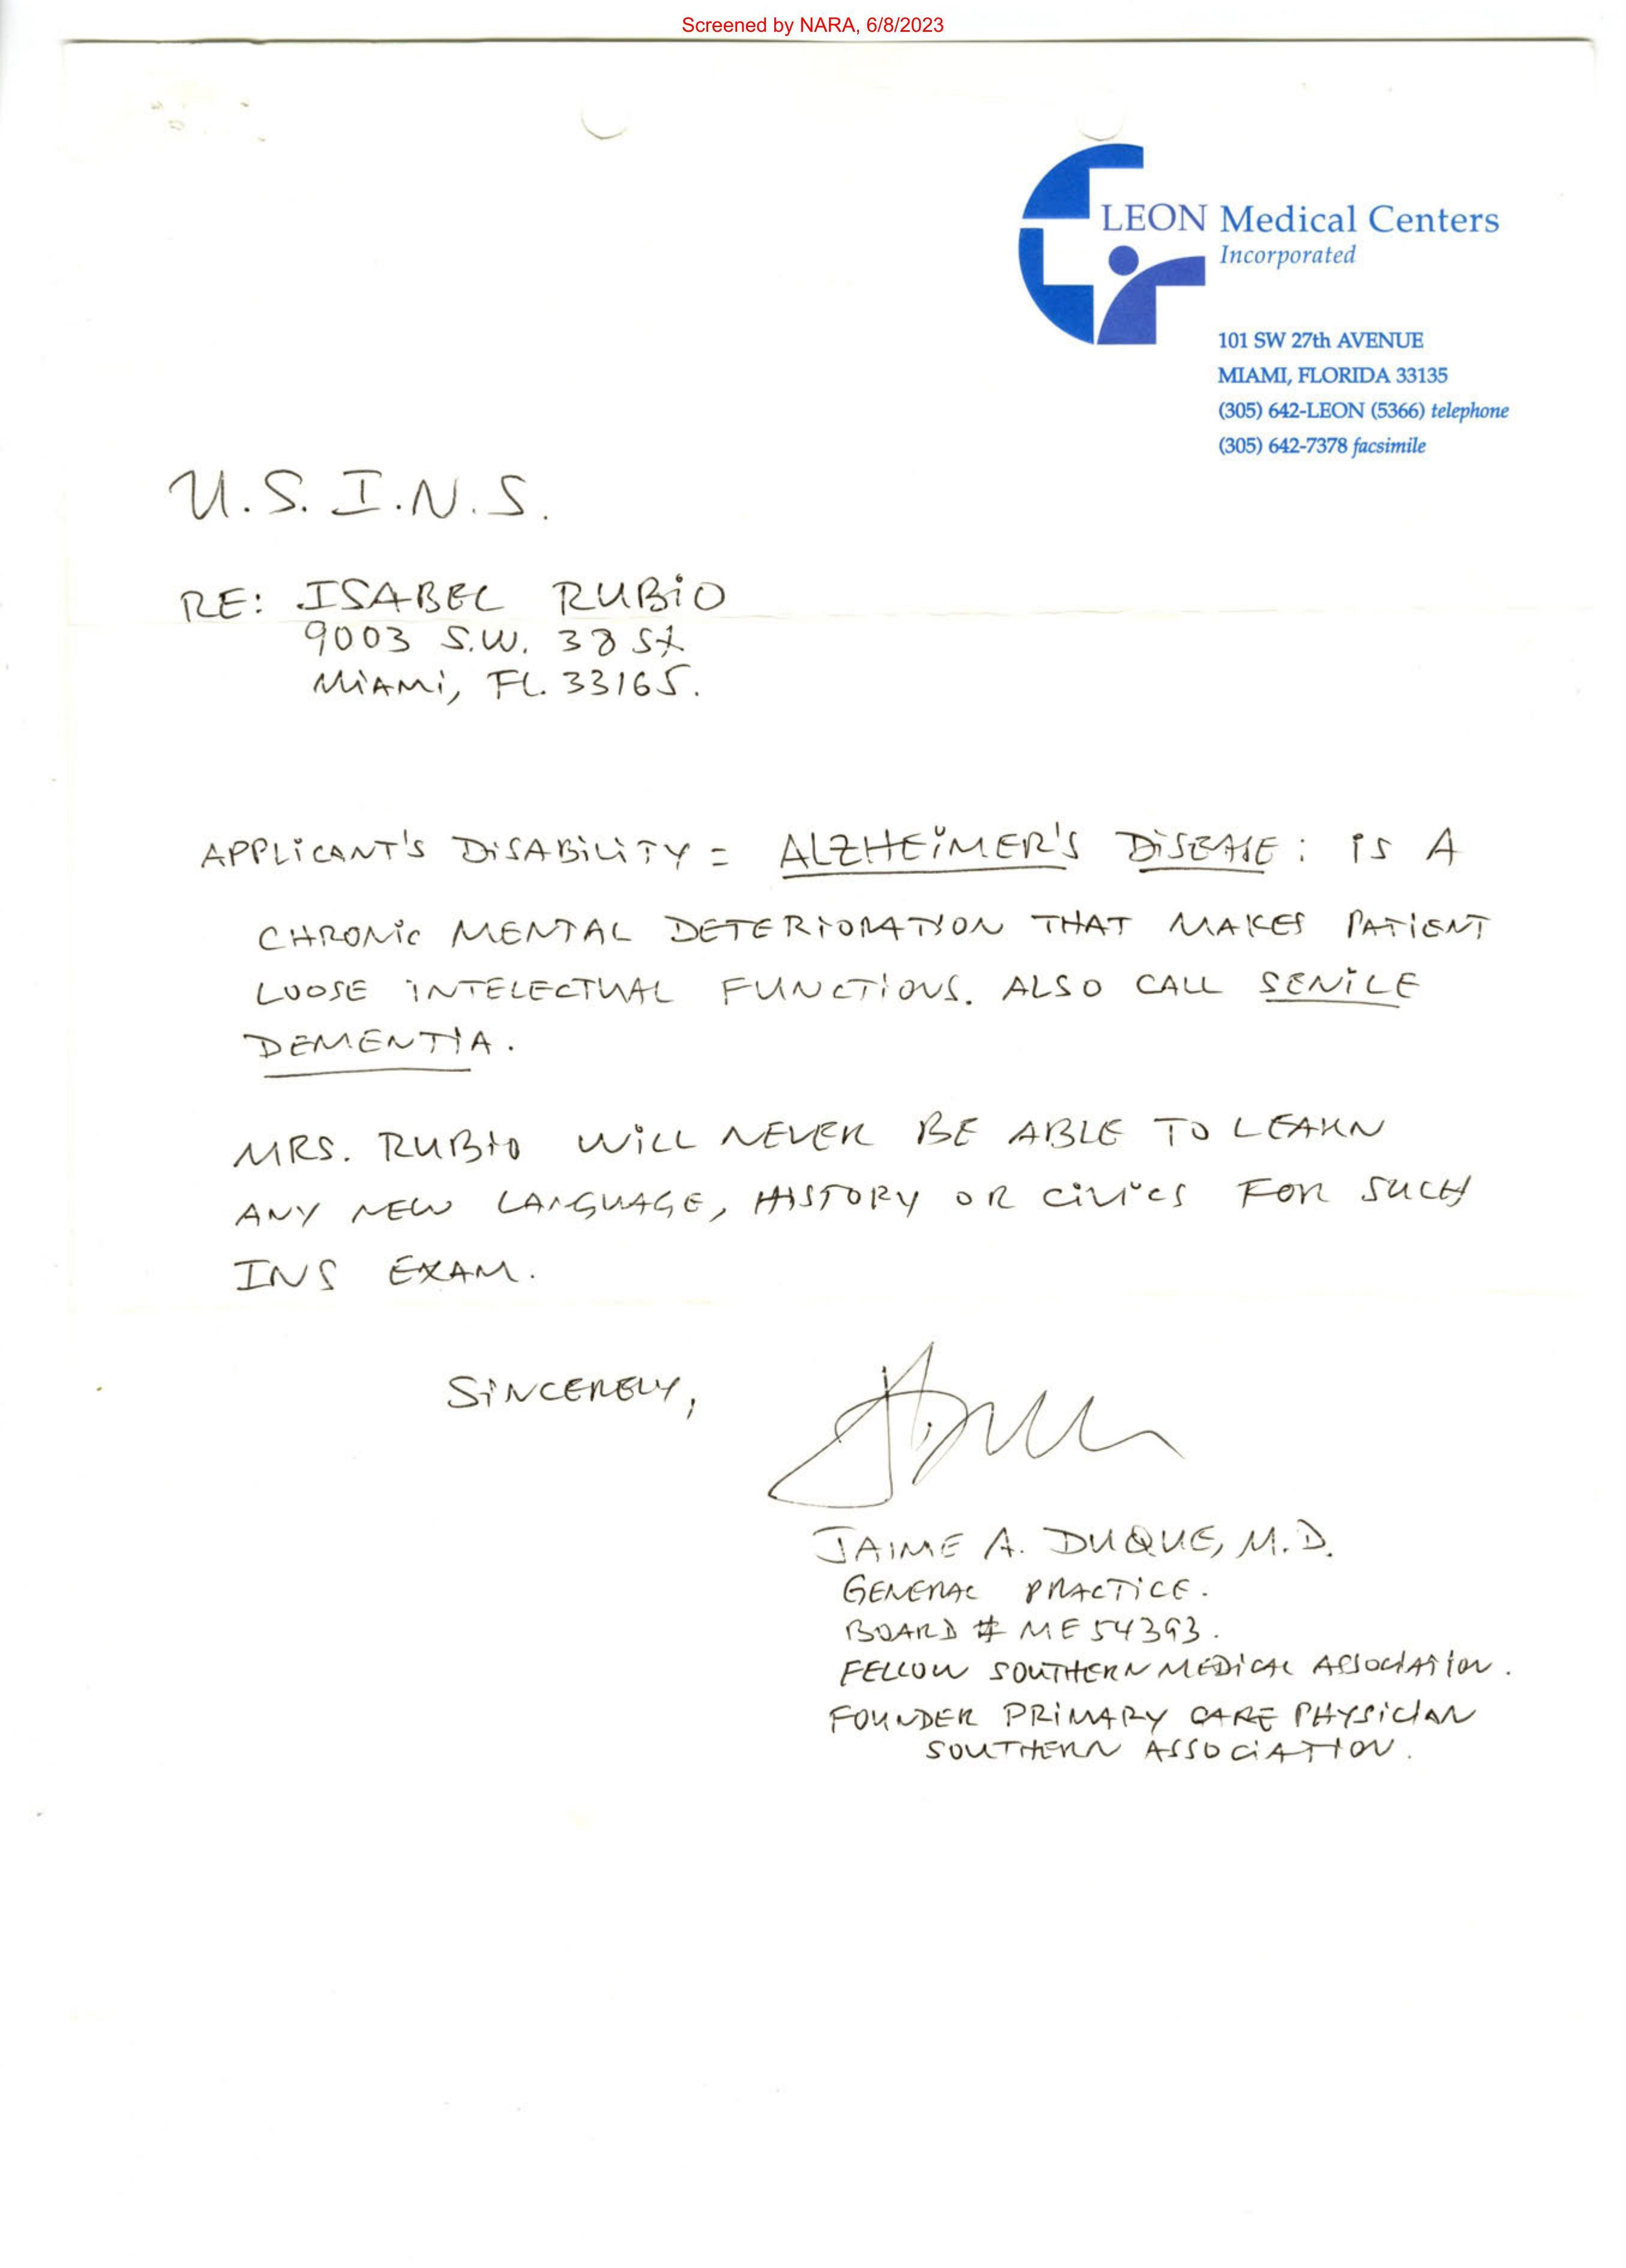 Screened by NARA, 6/8/2023
LEON Medical Centers
Incorporated
101 SW 27th AVENUE
MIAMI, FLORIDA 33135
(305) 642-LEON (5366) telephone
(305) 642-7378 facsimile
U.S. I.N.S.
RE: ISABEL RUBIO
9003 S.W. 38 St
MIAMI, FL. 33165.
APPLICANT'S DISABILITY = ALZHEIMER'S DISEASE: IS A
CHRONIC MENTAL DETERIORATION THAT MAKES PATIENT
LOOSE INTELECTUAL FUNCTIONS. ALSO CALL SENILE
DEMENTIA.
MRS. RUBIO WILL NEVER BE ABLE TO LEARN
ANY NEW LANGUAGE, HISTORY OR CIVICS FOR SUCH
INS EXAM.
SINCERELY,
JAIME A. DUQUE, M.D.
GENERAL PRACTICE.
BOARD # ME54393.
FELLOW SOUTHERN MEDICAL ASSOCIATION.
FOUNDER PRIMARY CARE PHYSICIAN
SOUTHERN ASSOCIATION.